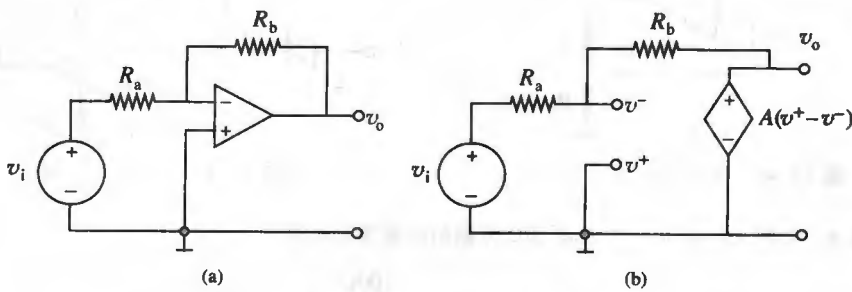 R_b
R_a
−
+
v_o
+
v_i
−
(a)
R_b
v_o
R_a
v⁻
+
A(v⁺−v⁻)
−
+
v_i
−
v⁺
(b)